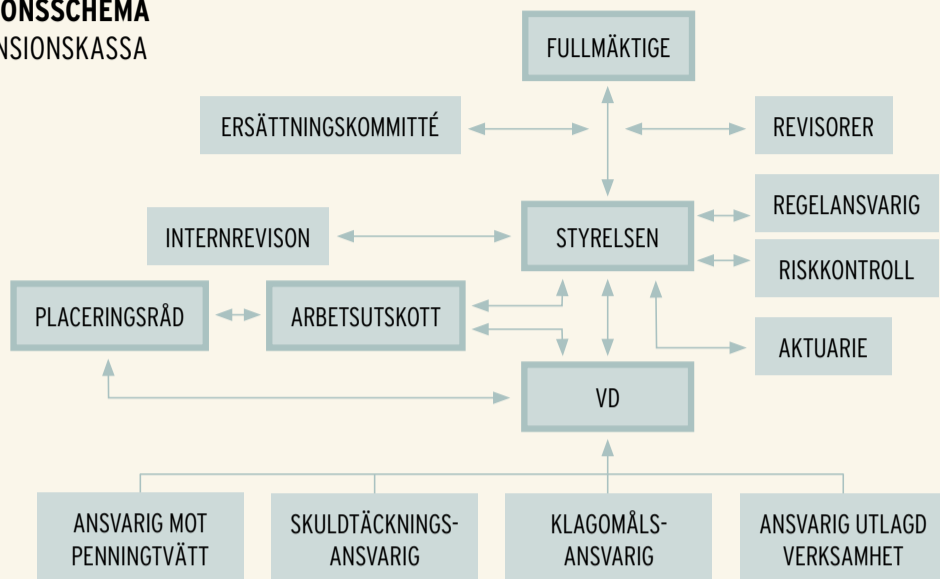 ONSSCHEMA
NSIONSKASSA
FULLMÄKTIGE
ERSÄTTNINGSKOMMITTÉ
REVISORER
REGELANSVARIG
INTERNREVISON
STYRELSEN
RISKKONTROLL
PLACERINGSRÅD
ARBETSUTSKOTT
AKTUARIE
VD
ANSVARIG MOT
PENNINGTVÄTT
SKULDTÄCKNINGS-
ANSVARIG
KLAGOMÅLS-
ANSVARIG
ANSVARIG UTLAGD
VERKSAMHET